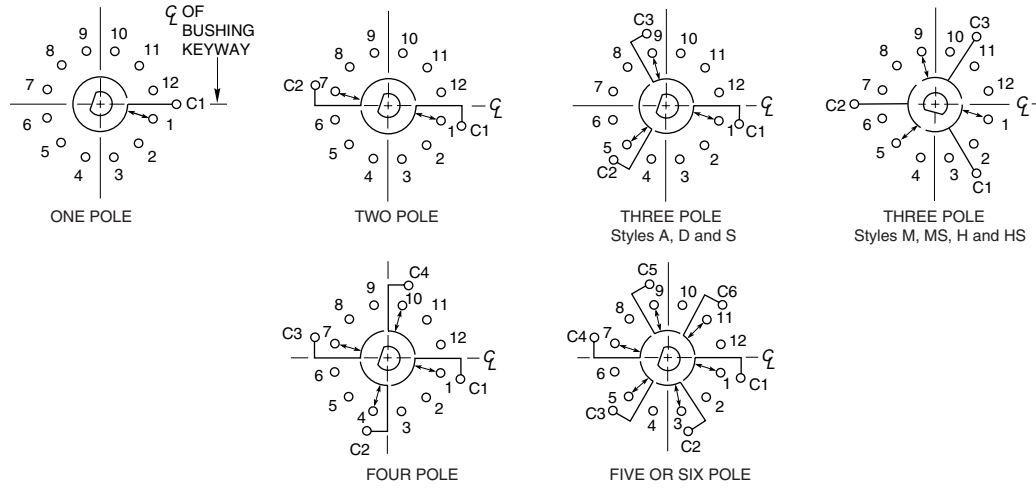 ℄ OF
BUSHING
KEYWAY
9 10
8 11
7 12
C1
6 1
5 2
4 3
ONE POLE
9 10
8 11
C2 7 12
℄
6 1 C1
5 2
4 3
TWO POLE
C3
9 10
8 11
7 12
℄
6 1 C1
5 2
C2 4 3
THREE POLE
Styles A, D and S
C3
9 10
8 11
7 12
C2 ℄
6 1
5 2
4 3
C1
THREE POLE
Styles M, MS, H and HS
C4
9 10
8 11
C3 7 12
℄
6 1 C1
5 2
4 3
C2
FOUR POLE
C5
9 10 C6
8 11
C4 7 12
℄
6 1 C1
5 2
C3 4 3
C2
FIVE OR SIX POLE